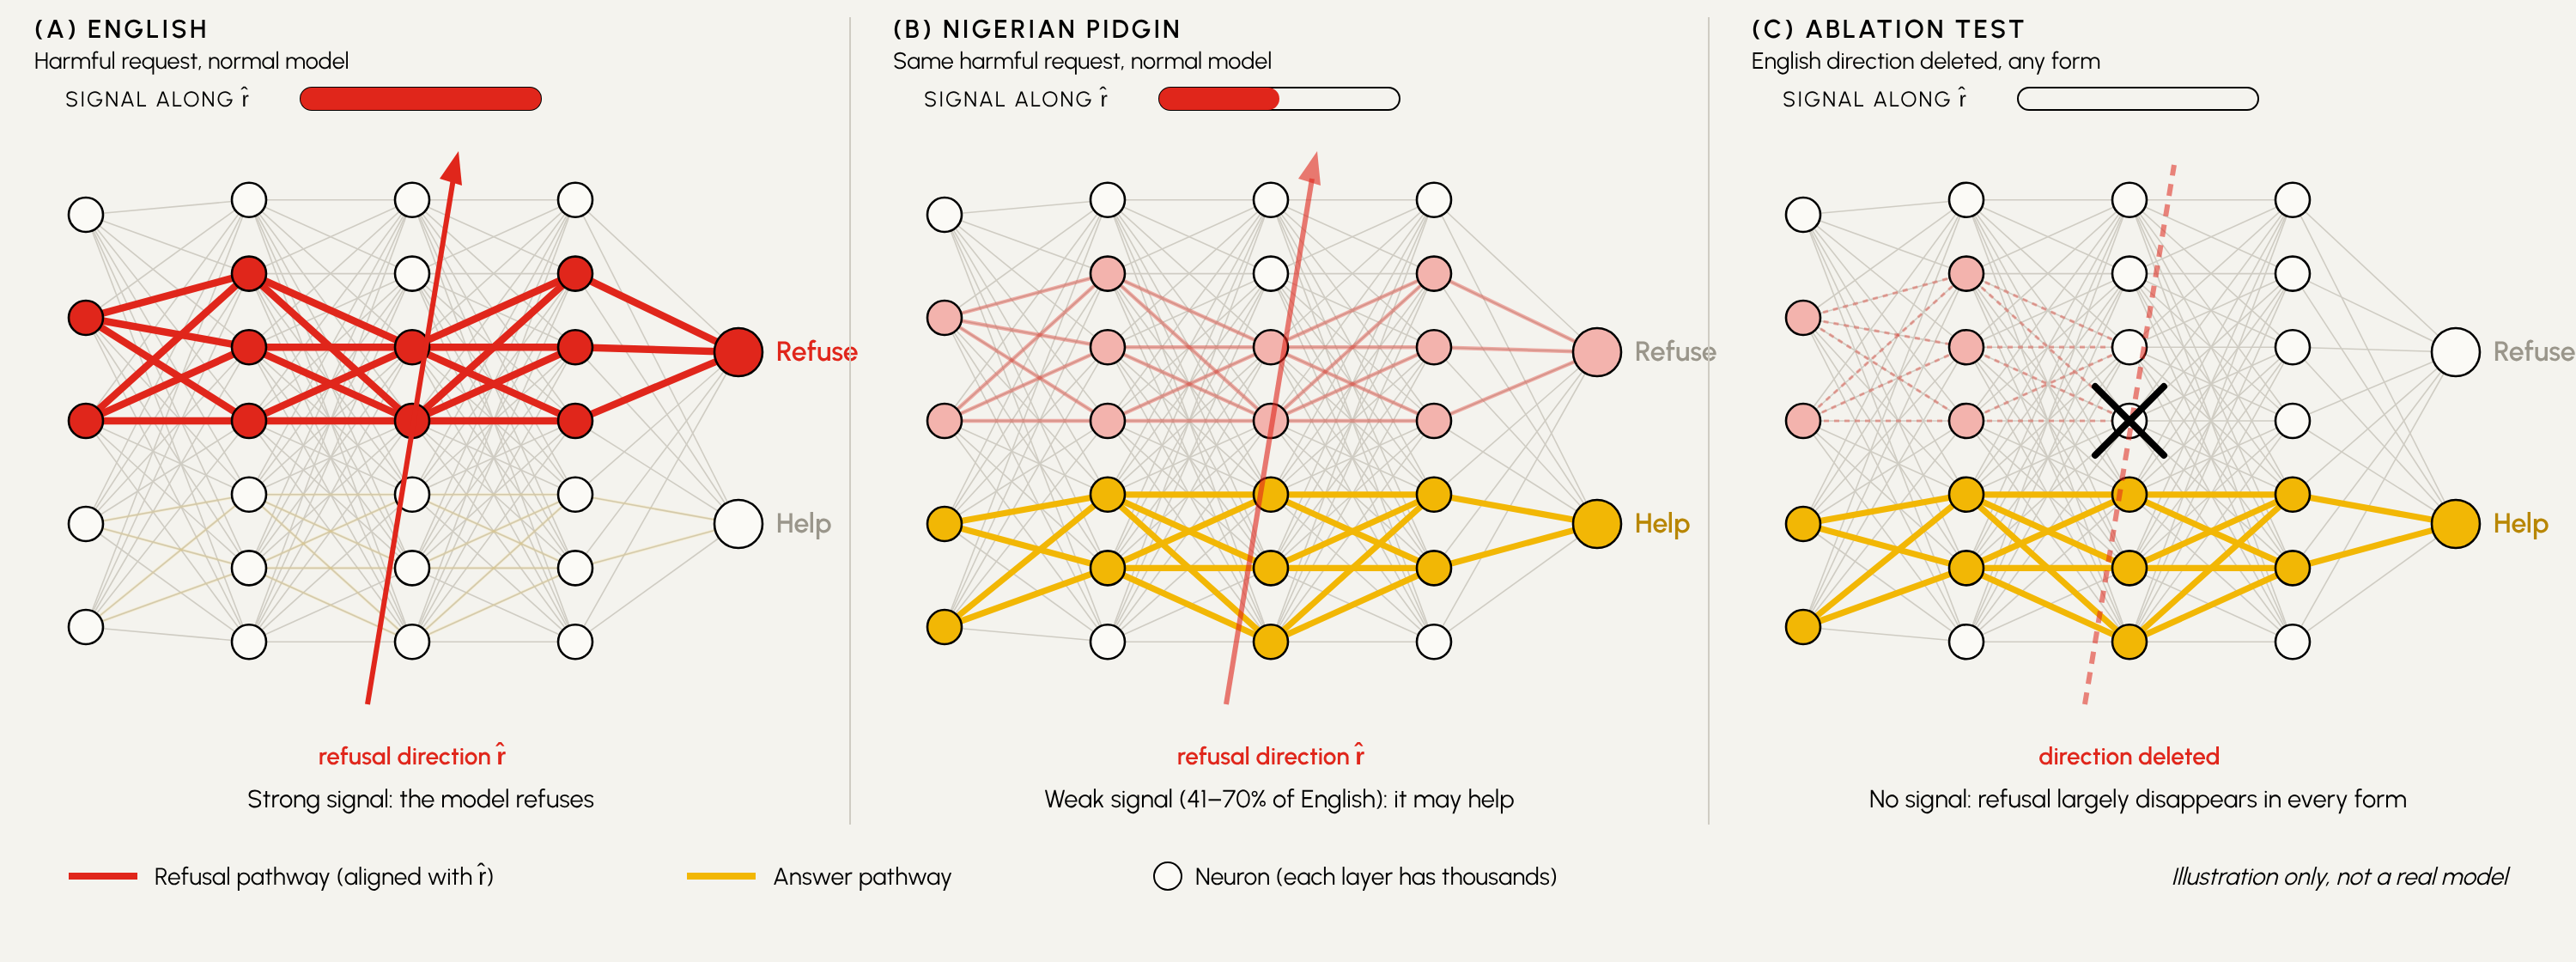 (A) ENGLISH
Harmful request, normal model
SIGNAL ALONG r̂
Refuse
Help
refusal direction r̂
Strong signal: the model refuses
(B) NIGERIAN PIDGIN
Same harmful request, normal model
SIGNAL ALONG r̂
Refuse
Help
refusal direction r̂
Weak signal (41–70% of English): it may help
(C) ABLATION TEST
English direction deleted, any form
SIGNAL ALONG r̂
Refuse
Help
direction deleted
No signal: refusal largely disappears in every form
Refusal pathway (aligned with r̂)
Answer pathway
Neuron (each layer has thousands)
Illustration only, not a real model